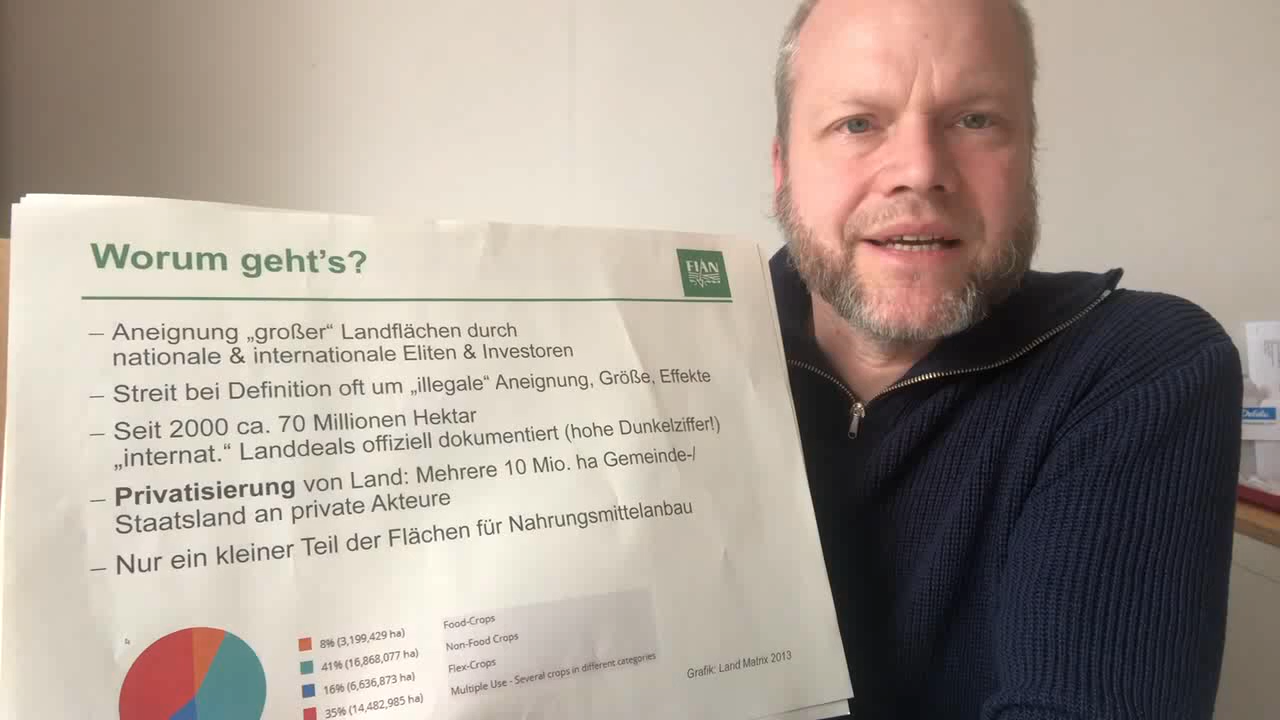 Worum geht's?
FIAN
– Aneignung „großer“ Landflächen durch
nationale & internationale Eliten & Investoren
– Streit bei Definition oft um „illegale“ Aneignung, Größe, Effekte
– Seit 2000 ca. 70 Millionen Hektar
„internat.“ Landdeals offiziell dokumentiert (hohe Dunkelziffer!)
– Privatisierung von Land: Mehrere 10 Mio. ha Gemeinde-/
Staatsland an private Akteure
– Nur ein kleiner Teil der Flächen für Nahrungsmittelanbau
8% (3,199,429 ha)
Food-Crops
41% (16,868,077 ha)
Non-Food Crops
16% (6,636,873 ha)
Flex-Crops
35% (14,482,985 ha)
Multiple Use - Several crops in different categories
Grafik: Land Matrix 2013